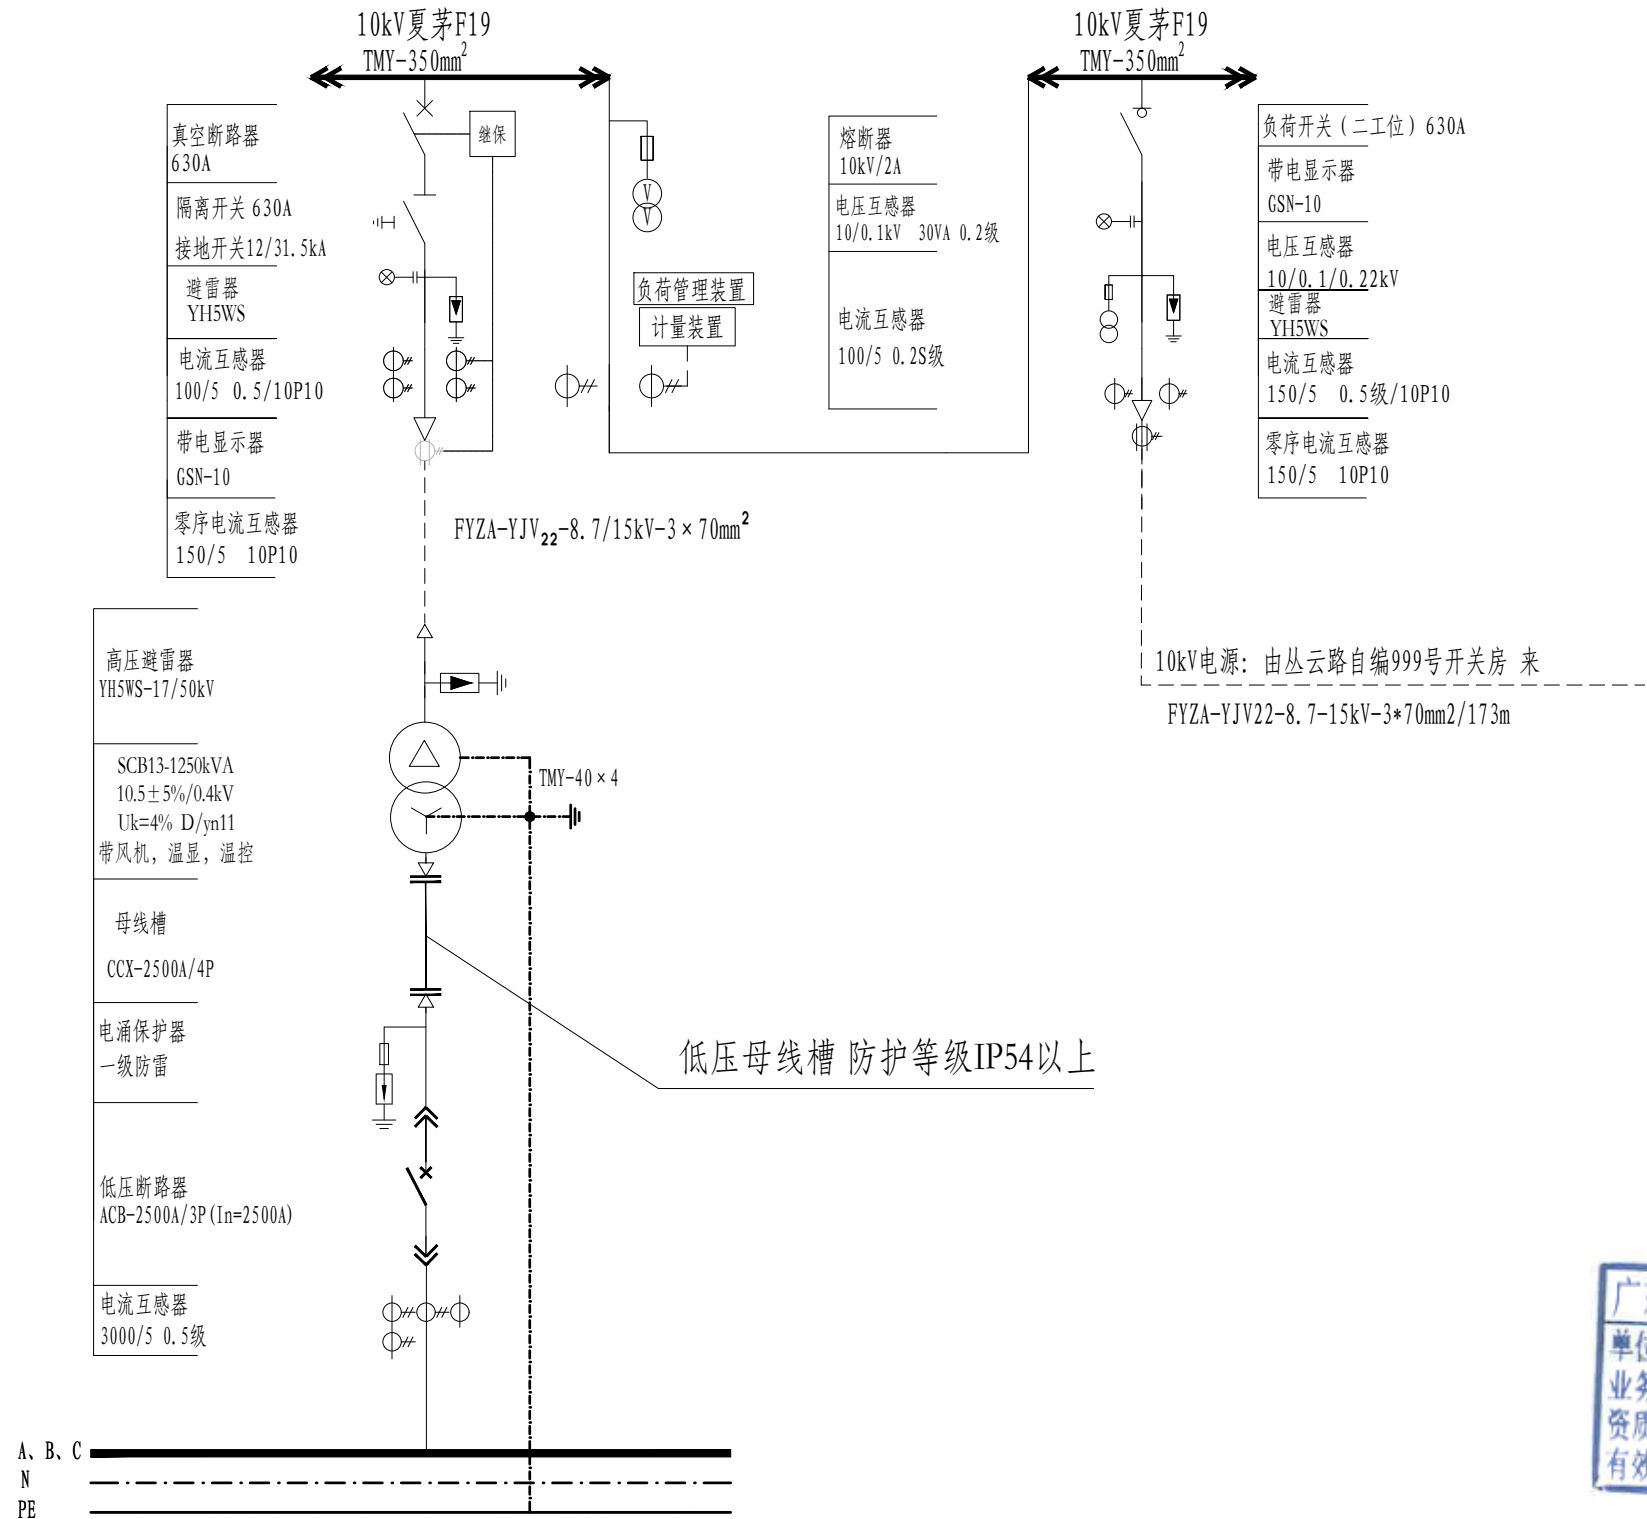 10kV夏茅F19
TMY-350mm²
真空断路器
630A
隔离开关 630A
接地开关12/31.5kA
避雷器
YH5WS
电流互感器
100/5 0.5/10P10
带电显示器
GSN-10
零序电流互感器
150/5 10P10
继保
V
V
负荷管理装置
计量装置
熔断器
10kV/2A
电压互感器
10/0.1kV 30VA 0.2级
电流互感器
100/5 0.2S级
10kV夏茅F19
TMY-350mm²
负荷开关（二工位）630A
带电显示器
GSN-10
电压互感器
10/0.1/0.22kV
避雷器
YH5WS
电流互感器
150/5 0.5级/10P10
零序电流互感器
150/5 10P10
FYZA-YJV₂₂-8.7/15kV-3×70mm²
10kV电源：由丛云路自编999号开关房 来
FYZA-YJV22-8.7-15kV-3*70mm2/173m
高压避雷器
YH5WS-17/50kV
SCB13-1250kVA
10.5±5%/0.4kV
Uk=4% D/yn11
带风机，温显，温控
TMY-40×4
母线槽
CCX-2500A/4P
电涌保护器
一级防雷
低压母线槽 防护等级IP54以上
低压断路器
ACB-2500A/3P(In=2500A)
电流互感器
3000/5 0.5级
A、B、C
N
PE
广
单位
业务
资质
有效